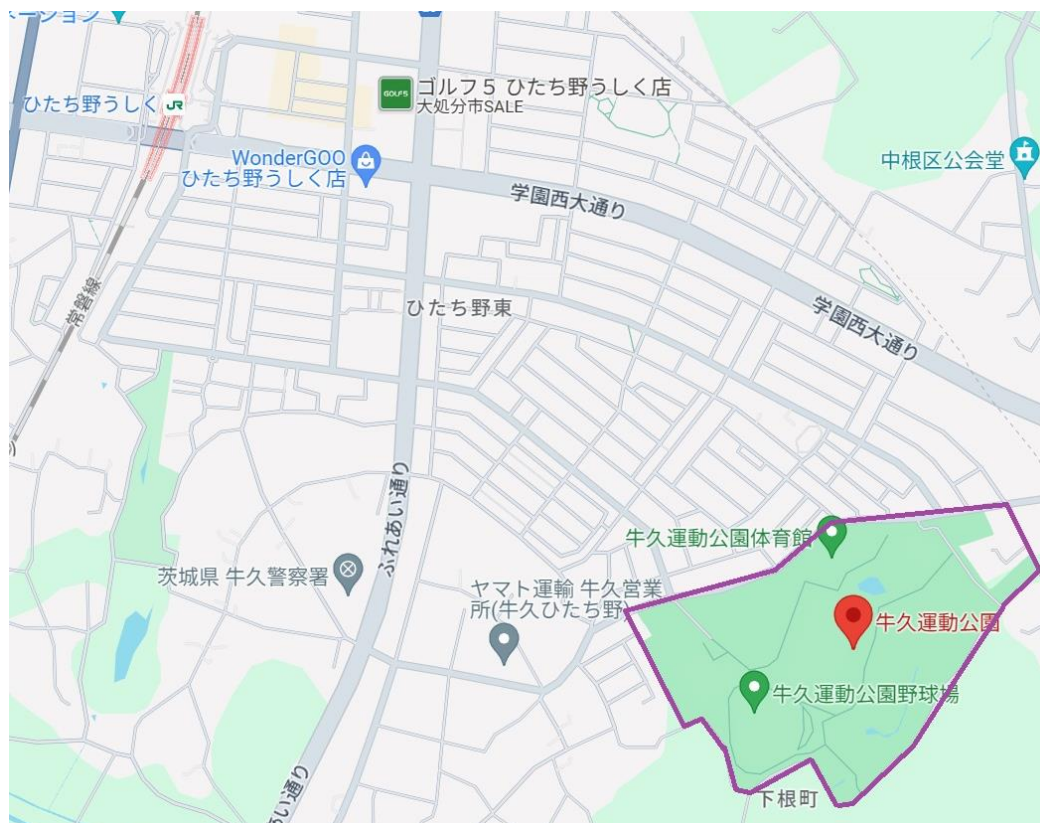 ーション
ゴルフ5 ひたち野うしく店
大処分市SALE
GOLF5
ひたち野うしく
JR
WonderGOO
ひたち野うしく店
中根区公会堂
学園西大通り
常磐線
ひたち野東
学園西大通り
ふれあい通り
牛久運動公園体育館
茨城県 牛久警察署
ヤマト運輸 牛久営業
所(牛久ひたち野)
牛久運動公園
牛久運動公園野球場
ふれあい通り
下根町